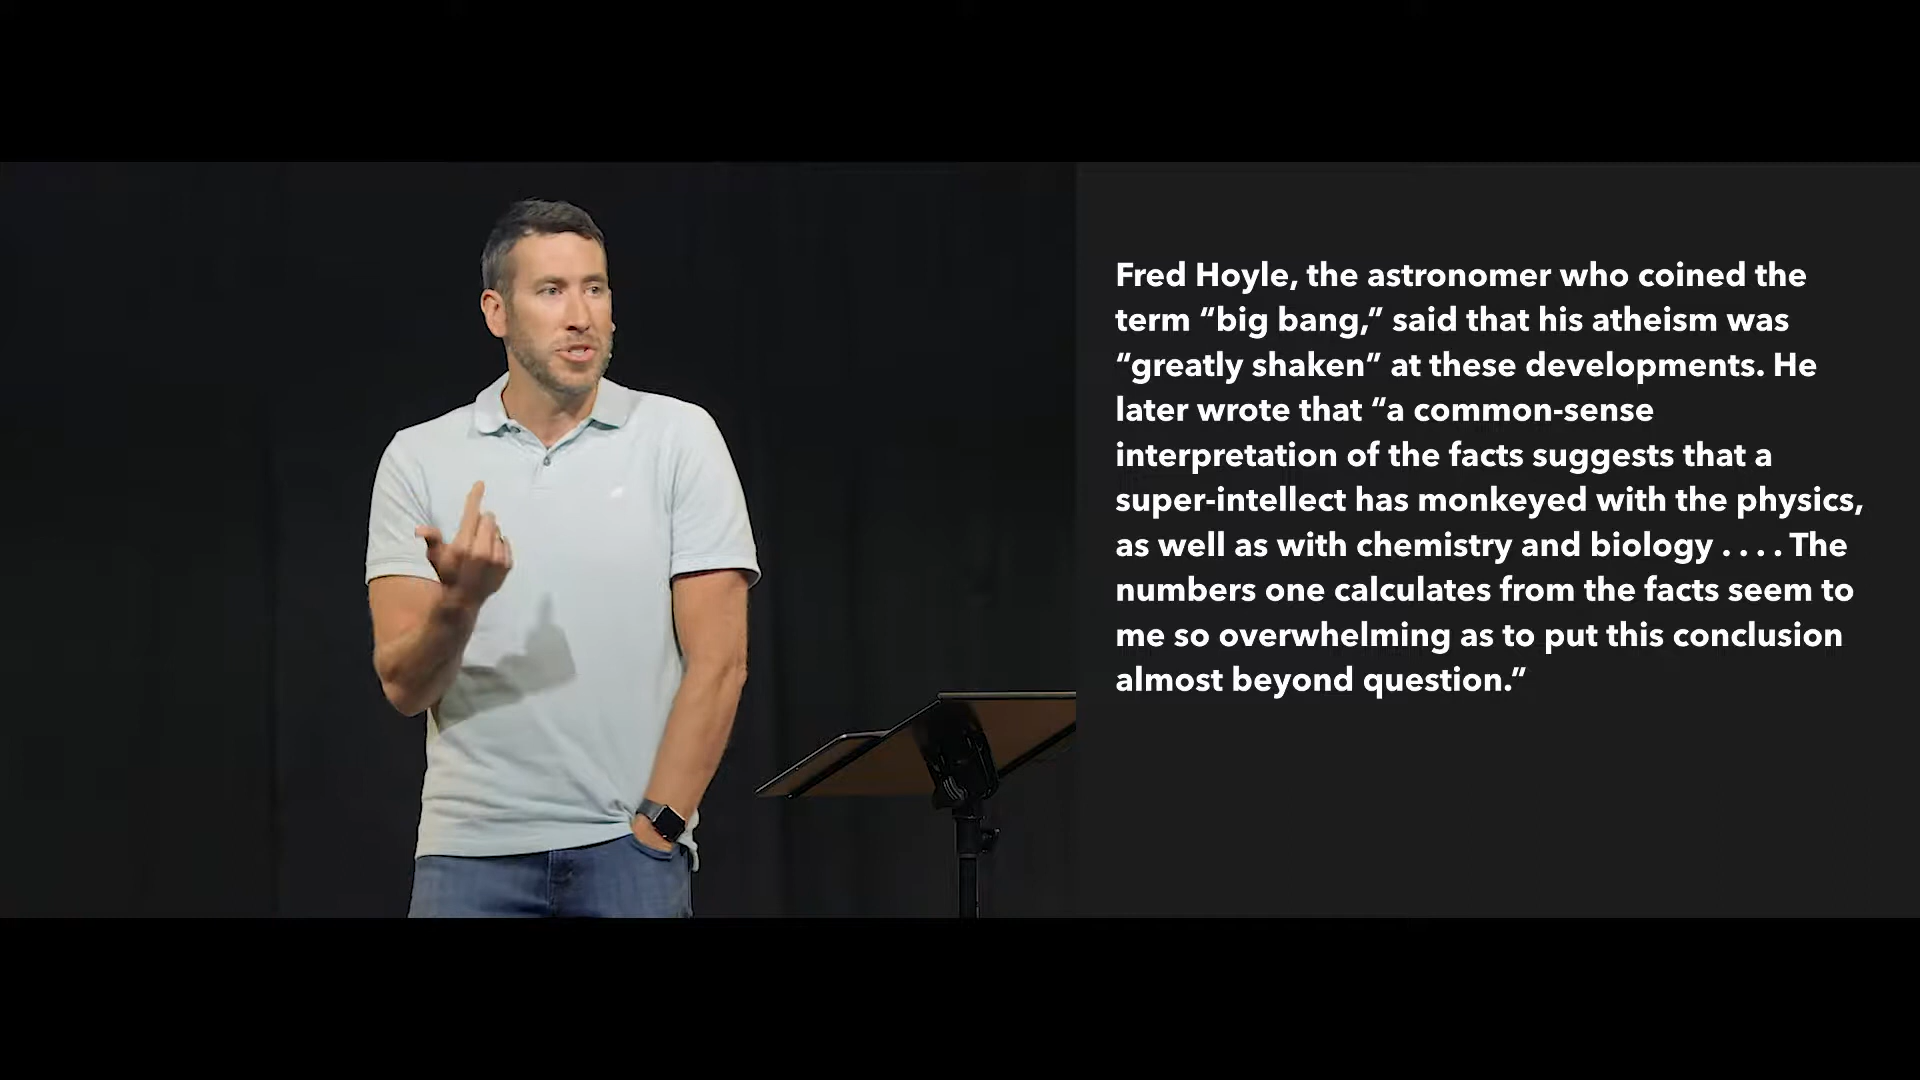 Fred Hoyle, the astronomer who coined the
term “big bang,” said that his atheism was
“greatly shaken” at these developments. He
later wrote that “a common-sense
interpretation of the facts suggests that a
super-intellect has monkeyed with the physics,
as well as with chemistry and biology . . . . The
numbers one calculates from the facts seem to
me so overwhelming as to put this conclusion
almost beyond question.”